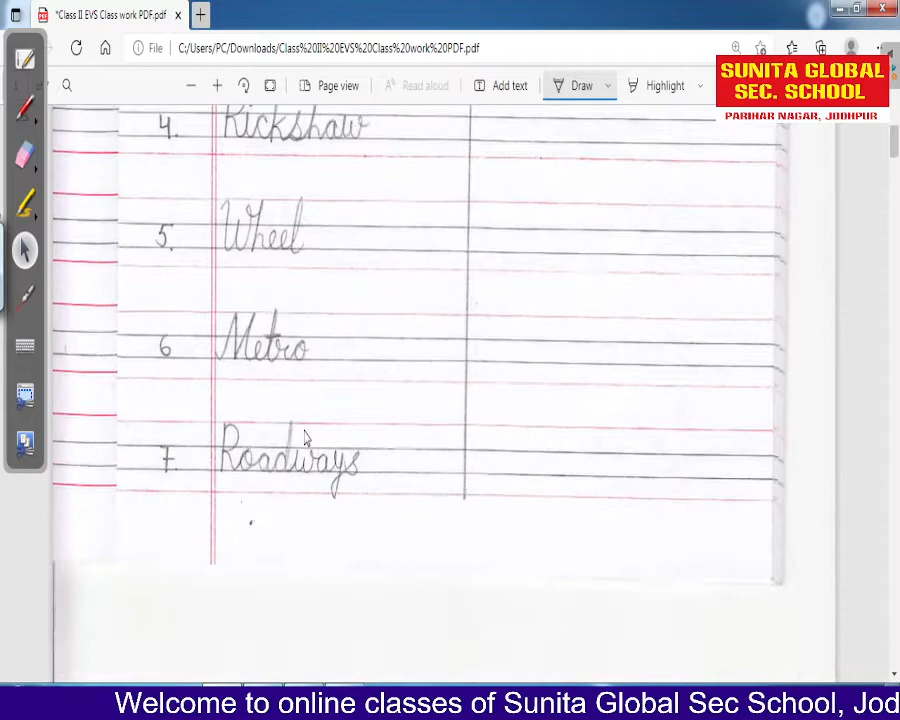 *Class II EVS Class work PDF.pdf
File C:/Users/PC/Downloads/Class%20II%20EVS%20Class%20work%20PDF.pdf
Page view Read aloud Add text Draw Highlight
SUNITA GLOBAL
SEC. SCHOOL
PARIHAR NAGAR, JODHPUR
4. Rickshaw
5. Wheel
6 Metro
7. Roadways
Welcome to online classes of Sunita Global Sec School, Jod